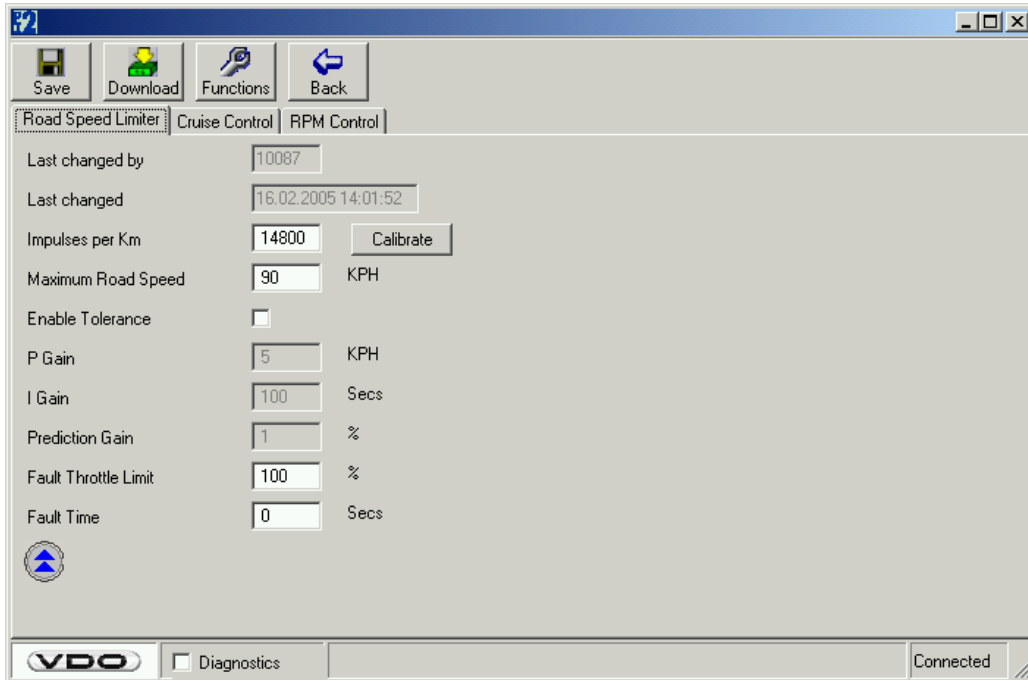 Save Download Functions Back
Road Speed Limiter Cruise Control RPM Control
Last changed by 10087
Last changed 16.02.2005 14:01:52
Impulses per Km 14800 Calibrate
Maximum Road Speed 90 KPH
Enable Tolerance
P Gain 5 KPH
I Gain 100 Secs
Prediction Gain 1 %
Fault Throttle Limit 100 %
Fault Time 0 Secs
VDO Diagnostics Connected